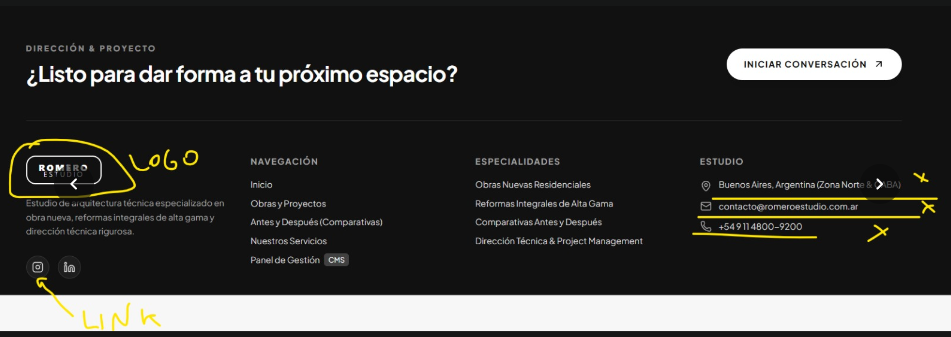 DIRECCIÓN & PROYECTO
¿Listo para dar forma a tu próximo espacio?
INICIAR CONVERSACIÓN
ROMERO
ESTUDIO
LOGO
Estudio de arquitectura técnica especializado en
obra nueva, reformas integrales de alta gama y
dirección técnica rigurosa.
LINK
NAVEGACIÓN
Inicio
Obras y Proyectos
Antes y Después (Comparativas)
Nuestros Servicios
Panel de Gestión CMS
ESPECIALIDADES
Obras Nuevas Residenciales
Reformas Integrales de Alta Gama
Comparativas Antes y Después
Dirección Técnica & Project Management
ESTUDIO
Buenos Aires, Argentina (Zona Norte & CABA)
contacto@romeroestudio.com.ar
+54 9 11 4800-9200